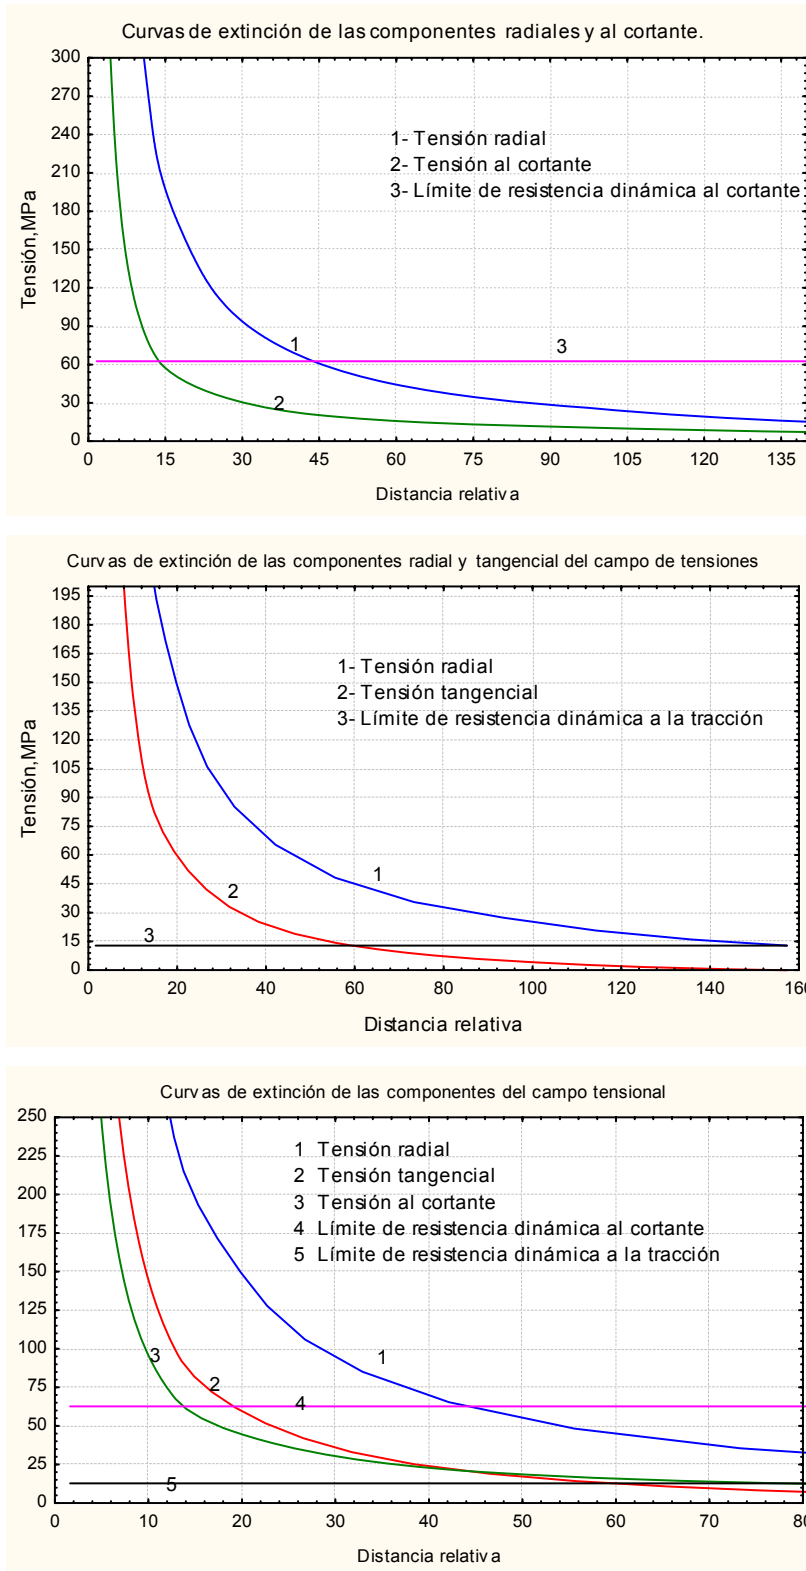 Curvas de extinción de las componentes radiales y al cortante.
300
270
240
210
180
150
120
90
60
30
0
Tensión,MPa
1- Tensión radial
2- Tensión al cortante
3- Límite de resistencia dinámica al cortante
1
3
2
0 15 30 45 60 75 90 105 120 135
Distancia relativa
Curvas de extinción de las componentes radial y tangencial del campo de tensiones
195
180
165
150
135
120
105
90
75
60
45
30
15
0
Tensión,MPa
1- Tensión radial
2- Tensión tangencial
3- Límite de resistencia dinámica a la tracción
1
2
3
0 20 40 60 80 100 120 140 160
Distancia relativa
Curvas de extinción de las componentes del campo tensional
250
225
200
175
150
125
100
75
50
25
0
1 Tensión radial
2 Tensión tangencial
3 Tensión al cortante
4 Límite de resistencia dinámica al cortante
5 Límite de resistencia dinámica a la tracción
3
1
2
4
5
0 10 20 30 40 50 60 70 80
Distancia relativa